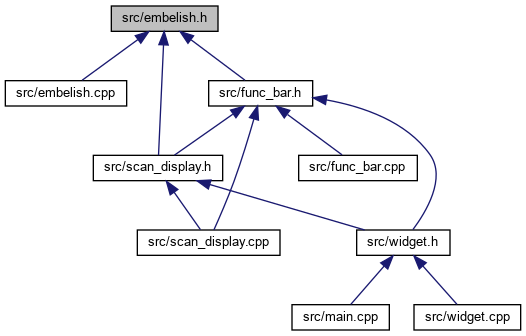 src/embelish.h
src/embelish.cpp
src/func_bar.h
src/scan_display.h
src/func_bar.cpp
src/scan_display.cpp
src/widget.h
src/main.cpp
src/widget.cpp